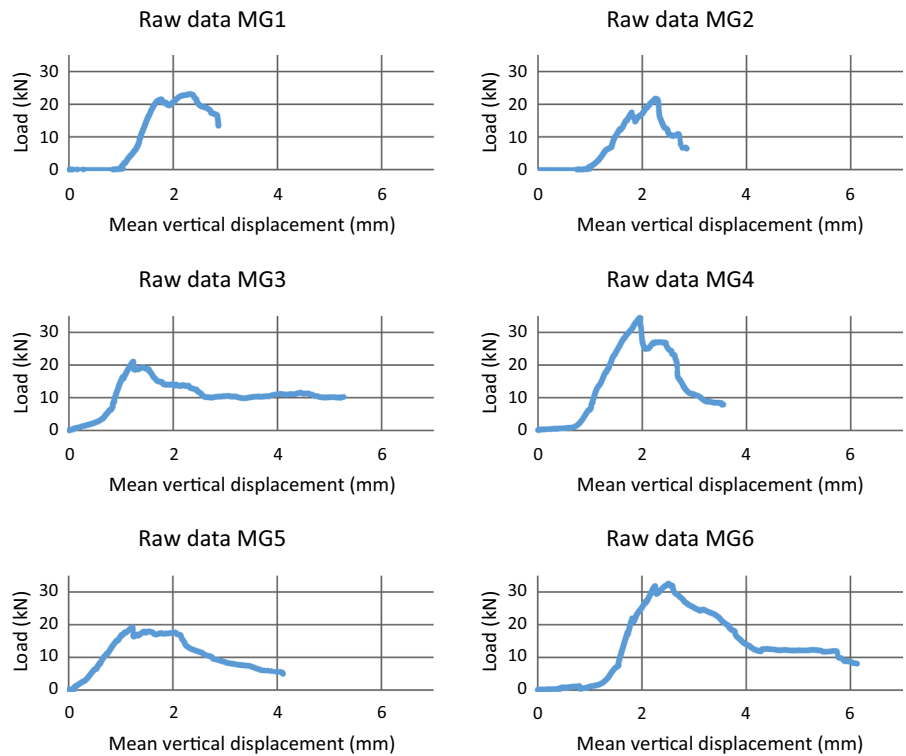 Raw data MG1
Load (kN)
30
20
10
0
0 2 4 6
Mean vertical displacement (mm)
Raw data MG2
Load (kN)
30
20
10
0
0 2 4 6
Mean vertical displacement (mm)
Raw data MG3
Load (kN)
30
20
10
0
0 2 4 6
Mean vertical displacement (mm)
Raw data MG4
Load (kN)
30
20
10
0
0 2 4 6
Mean vertical displacement (mm)
Raw data MG5
Load (kN)
30
20
10
0
0 2 4 6
Mean vertical displacement (mm)
Raw data MG6
Load (kN)
30
20
10
0
0 2 4 6
Mean vertical displacement (mm)